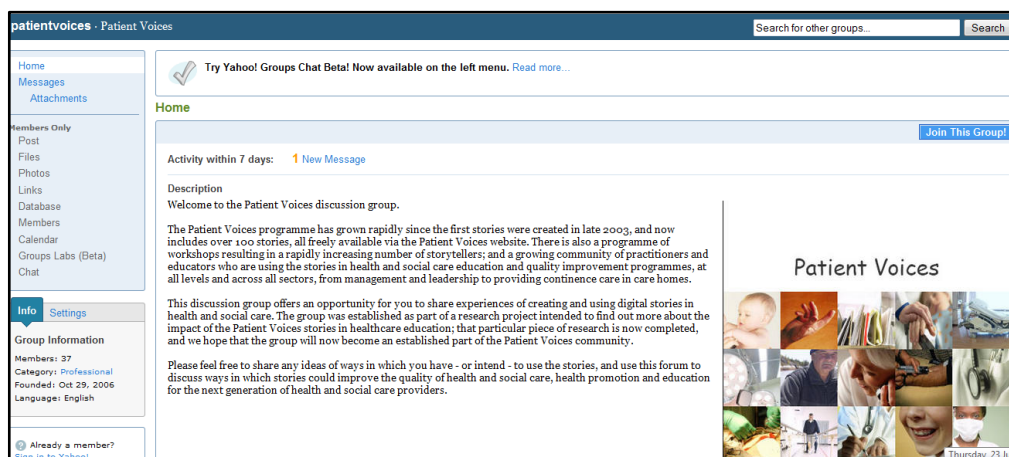 patientvoices · Patient Voices
Search for other groups...
Search
Home
Messages
Attachments
Members Only
Post
Files
Photos
Links
Database
Members
Calendar
Groups Labs (Beta)
Chat
Info
Settings
Group Information
Members: 37
Category: Professional
Founded: Oct 29, 2006
Language: English
Already a member?
Sign in to Yahoo!
Try Yahoo! Groups Chat Beta! Now available on the left menu. Read more...
Home
Join This Group!
Activity within 7 days: 1 New Message
Description
Welcome to the Patient Voices discussion group.
The Patient Voices programme has grown rapidly since the first stories were created in late 2003, and now
includes over 100 stories, all freely available via the Patient Voices website. There is also a programme of
workshops resulting in a rapidly increasing number of storytellers; and a growing community of practitioners and
educators who are using the stories in health and social care education and quality improvement programmes, at
all levels and across all sectors, from management and leadership to providing continence care in care homes.
This discussion group offers an opportunity for you to share experiences of creating and using digital stories in
health and social care. The group was established as part of a research project intended to find out more about the
impact of the Patient Voices stories in healthcare education; that particular piece of research is now completed,
and we hope that the group will now become an established part of the Patient Voices community.
Please feel free to share any ideas of ways in which you have - or intend - to use the stories, and use this forum to
discuss ways in which stories could improve the quality of health and social care, health promotion and education
for the next generation of health and social care providers.
Patient Voices
Thursday, 23